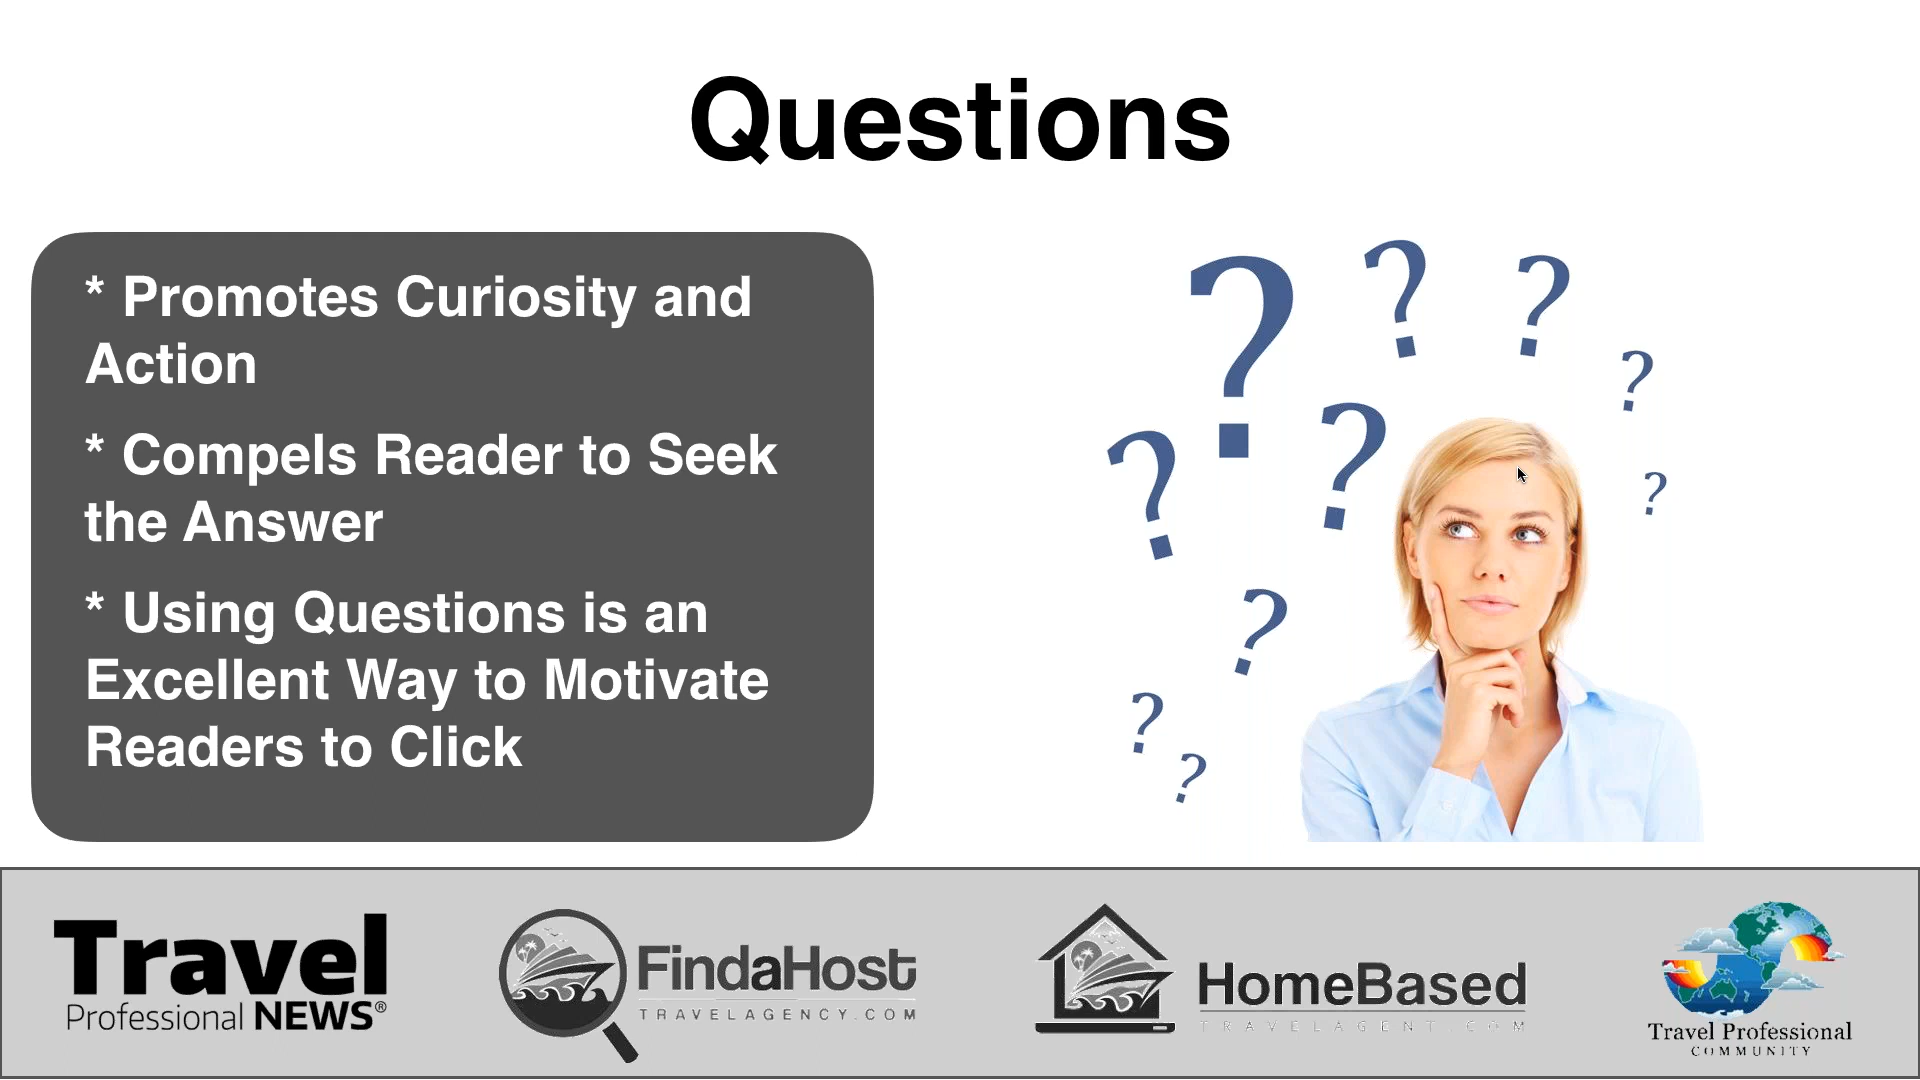 Questions
* Promotes Curiosity and
Action
* Compels Reader to Seek
the Answer
* Using Questions is an
Excellent Way to Motivate
Readers to Click
? ? ? ? ? ? ? ? ? ?
Travel
Professional NEWS®
FindaHost
TRAVELAGENCY.COM
HomeBased
TRAVELAGENT.COM
Travel Professional
COMMUNITY